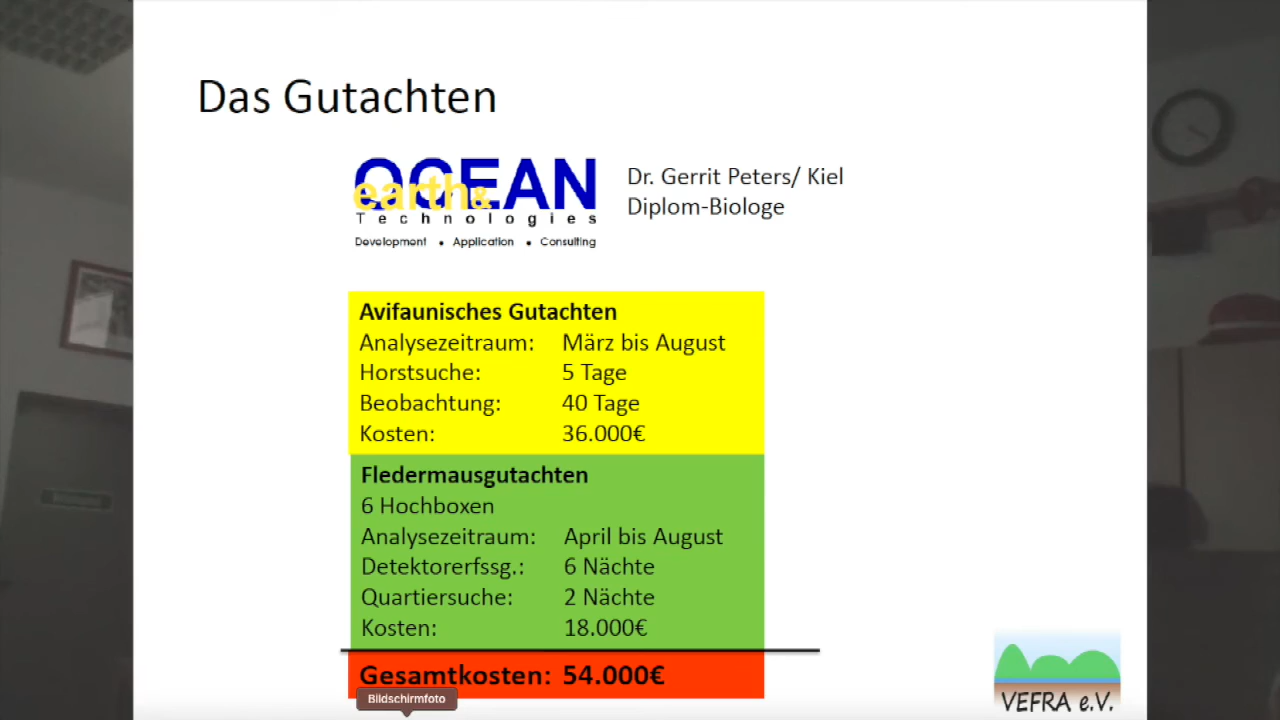 Das Gutachten
OCEAN
earth&
Technologies
Development • Application • Consulting
Dr. Gerrit Peters/ Kiel
Diplom-Biologe
Avifaunisches Gutachten
Analysezeitraum: März bis August
Horstsuche: 5 Tage
Beobachtung: 40 Tage
Kosten: 36.000€
Fledermausgutachten
6 Hochboxen
Analysezeitraum: April bis August
Detektorerfssg.: 6 Nächte
Quartiersuche: 2 Nächte
Kosten: 18.000€
Gesamtkosten: 54.000€
Bildschirmfoto
VEFRA e.V.